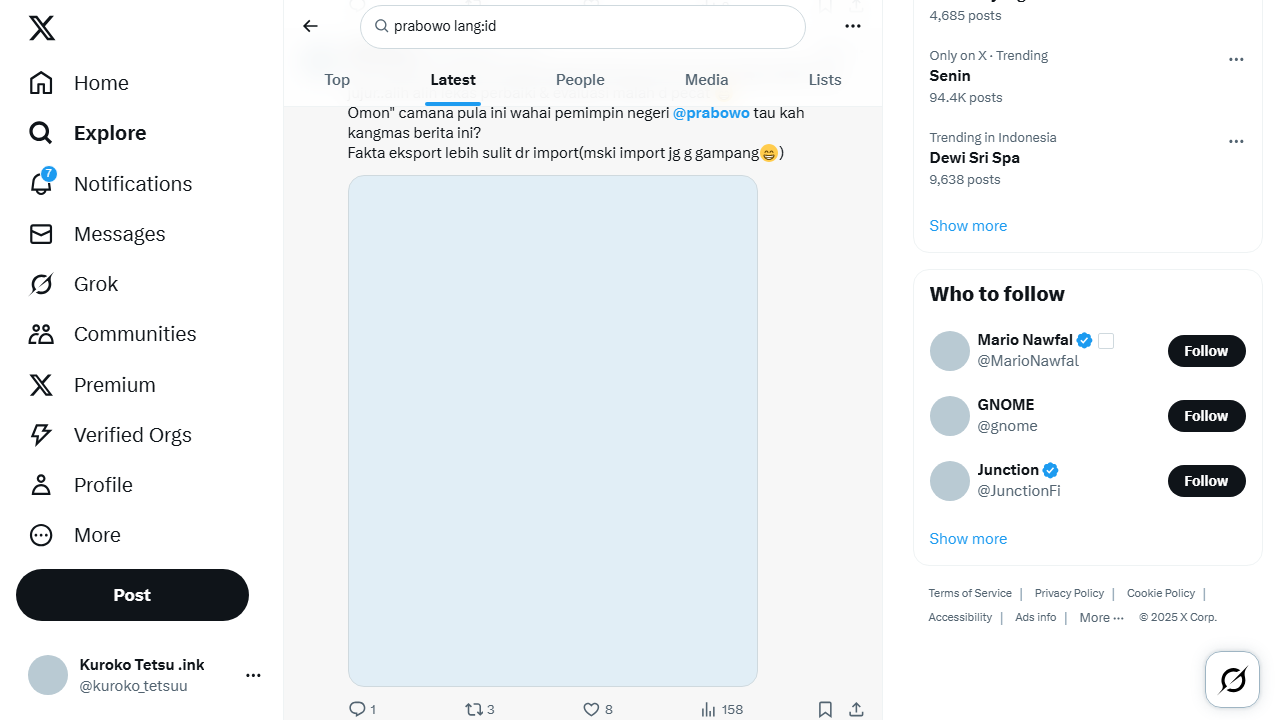 Home
Explore
7
Notifications
Messages
Grok
Communities
Premium
Verified Orgs
Profile
More
Post
Kuroko Tetsu .ink
@kuroko_tetsuu
prabowo lang:id
Top
Latest
People
Media
Lists
Omon" camana pula ini wahai pemimpin negeri @prabowo tau kah
kangmas berita ini?
Fakta eksport lebih sulit dr import(mski import jg g gampang😁)
1
3
8
158
4,685 posts
Only on X · Trending
Senin
94.4K posts
Trending in Indonesia
Dewi Sri Spa
9,638 posts
Show more
Who to follow
Mario Nawfal
@MarioNawfal
Follow
GNOME
@gnome
Follow
Junction
@JunctionFi
Follow
Show more
Terms of Service | Privacy Policy | Cookie Policy |
Accessibility | Ads info | More ··· © 2025 X Corp.